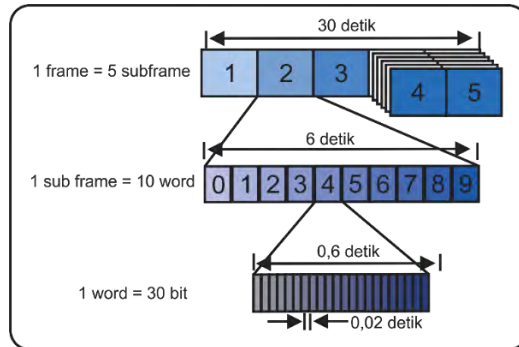 30 detik
1 frame = 5 subframe
1 2 3 4 5
6 detik
1 sub frame = 10 word
0 1 2 3 4 5 6 7 8 9
0,6 detik
1 word = 30 bit
0,02 detik